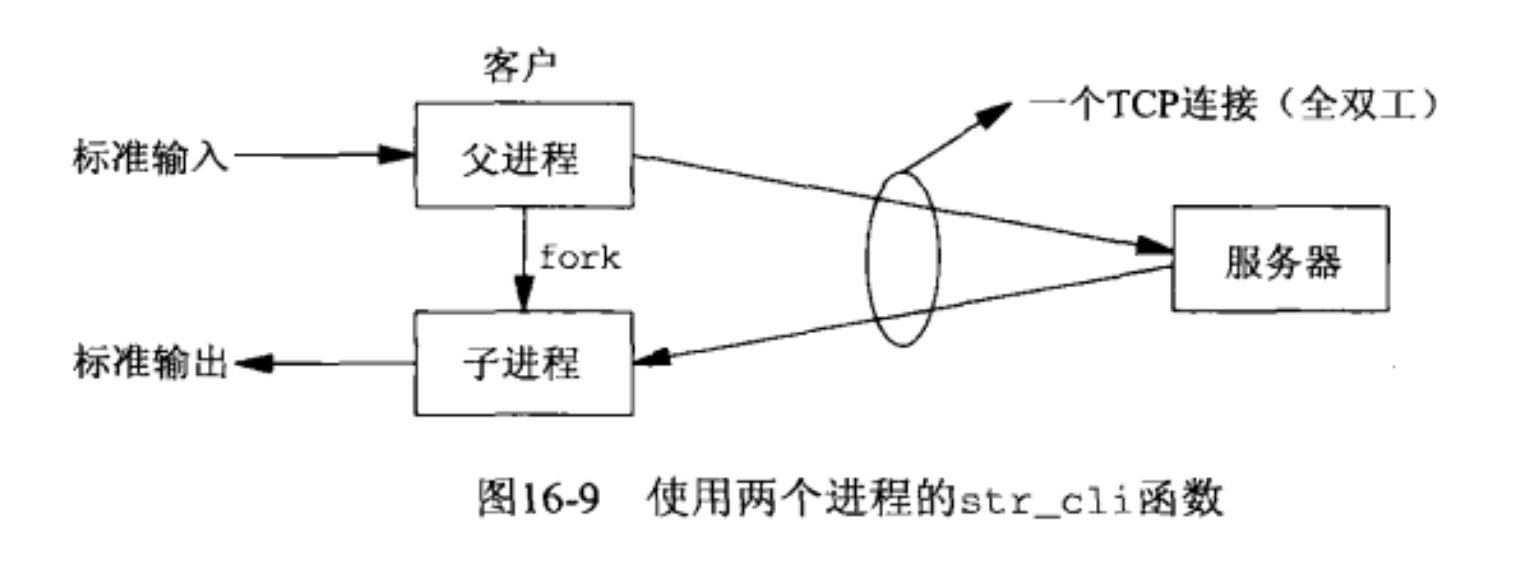 客户
一个TCP连接（全双工）
标准输入
父进程
fork
服务器
标准输出
子进程
图16-9 使用两个进程的str_cli函数